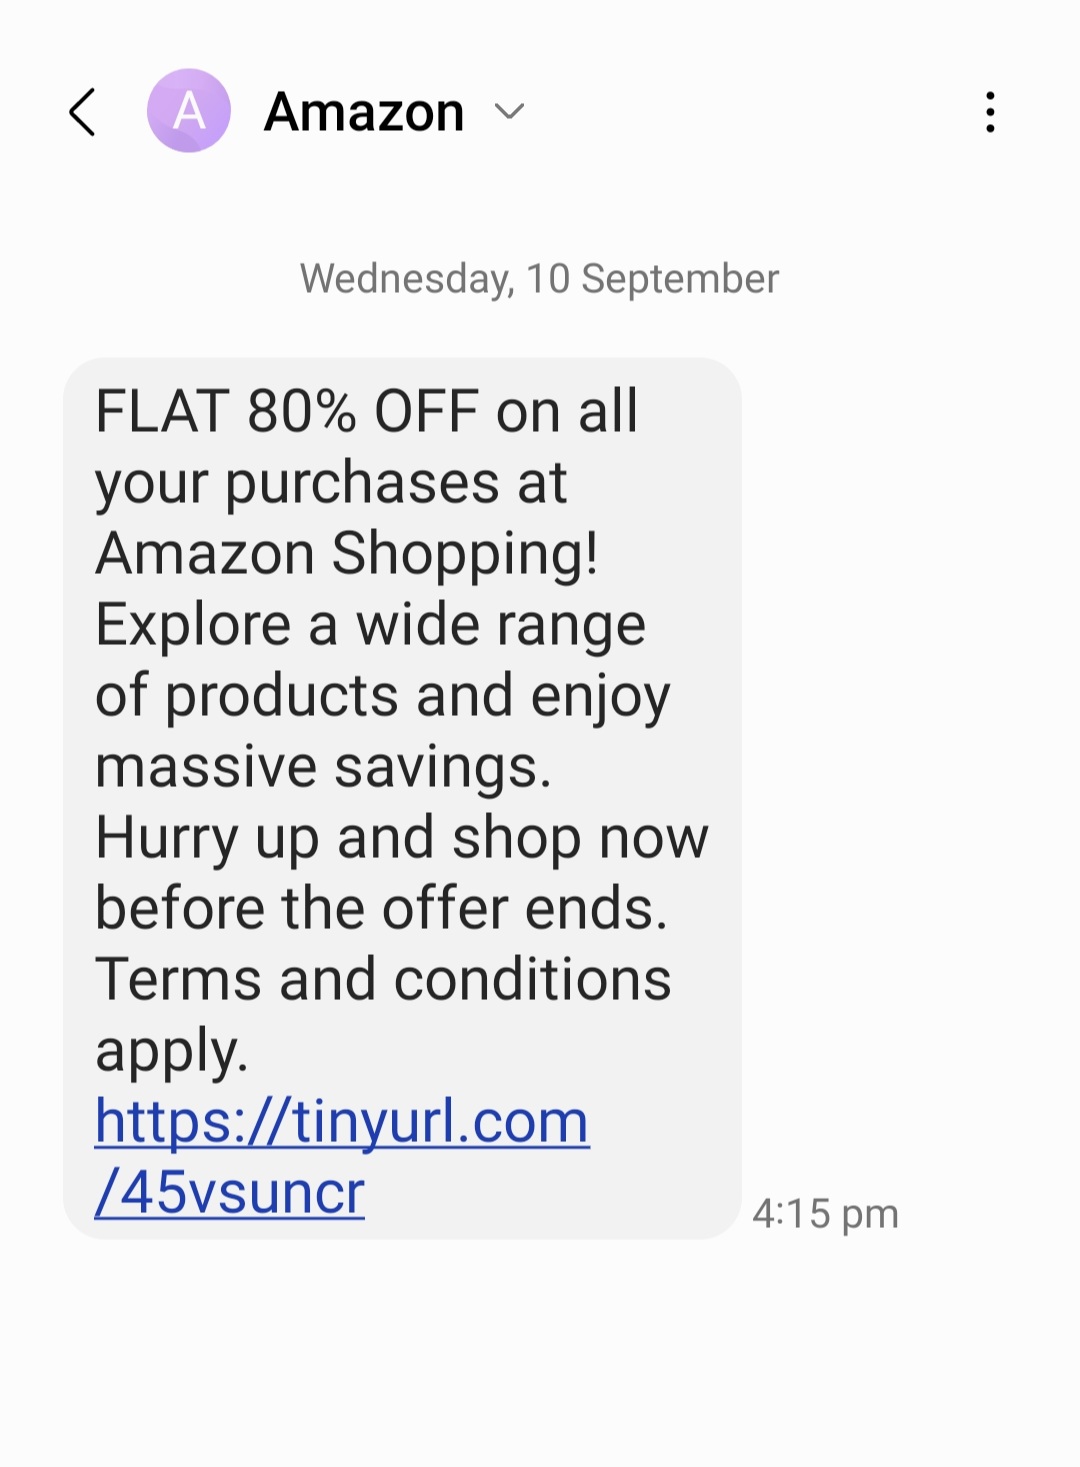 A Amazon
Wednesday, 10 September
FLAT 80% OFF on all
your purchases at
Amazon Shopping!
Explore a wide range
of products and enjoy
massive savings.
Hurry up and shop now
before the offer ends.
Terms and conditions
apply.
https://tinyurl.com
/45vsuncr
4:15 pm